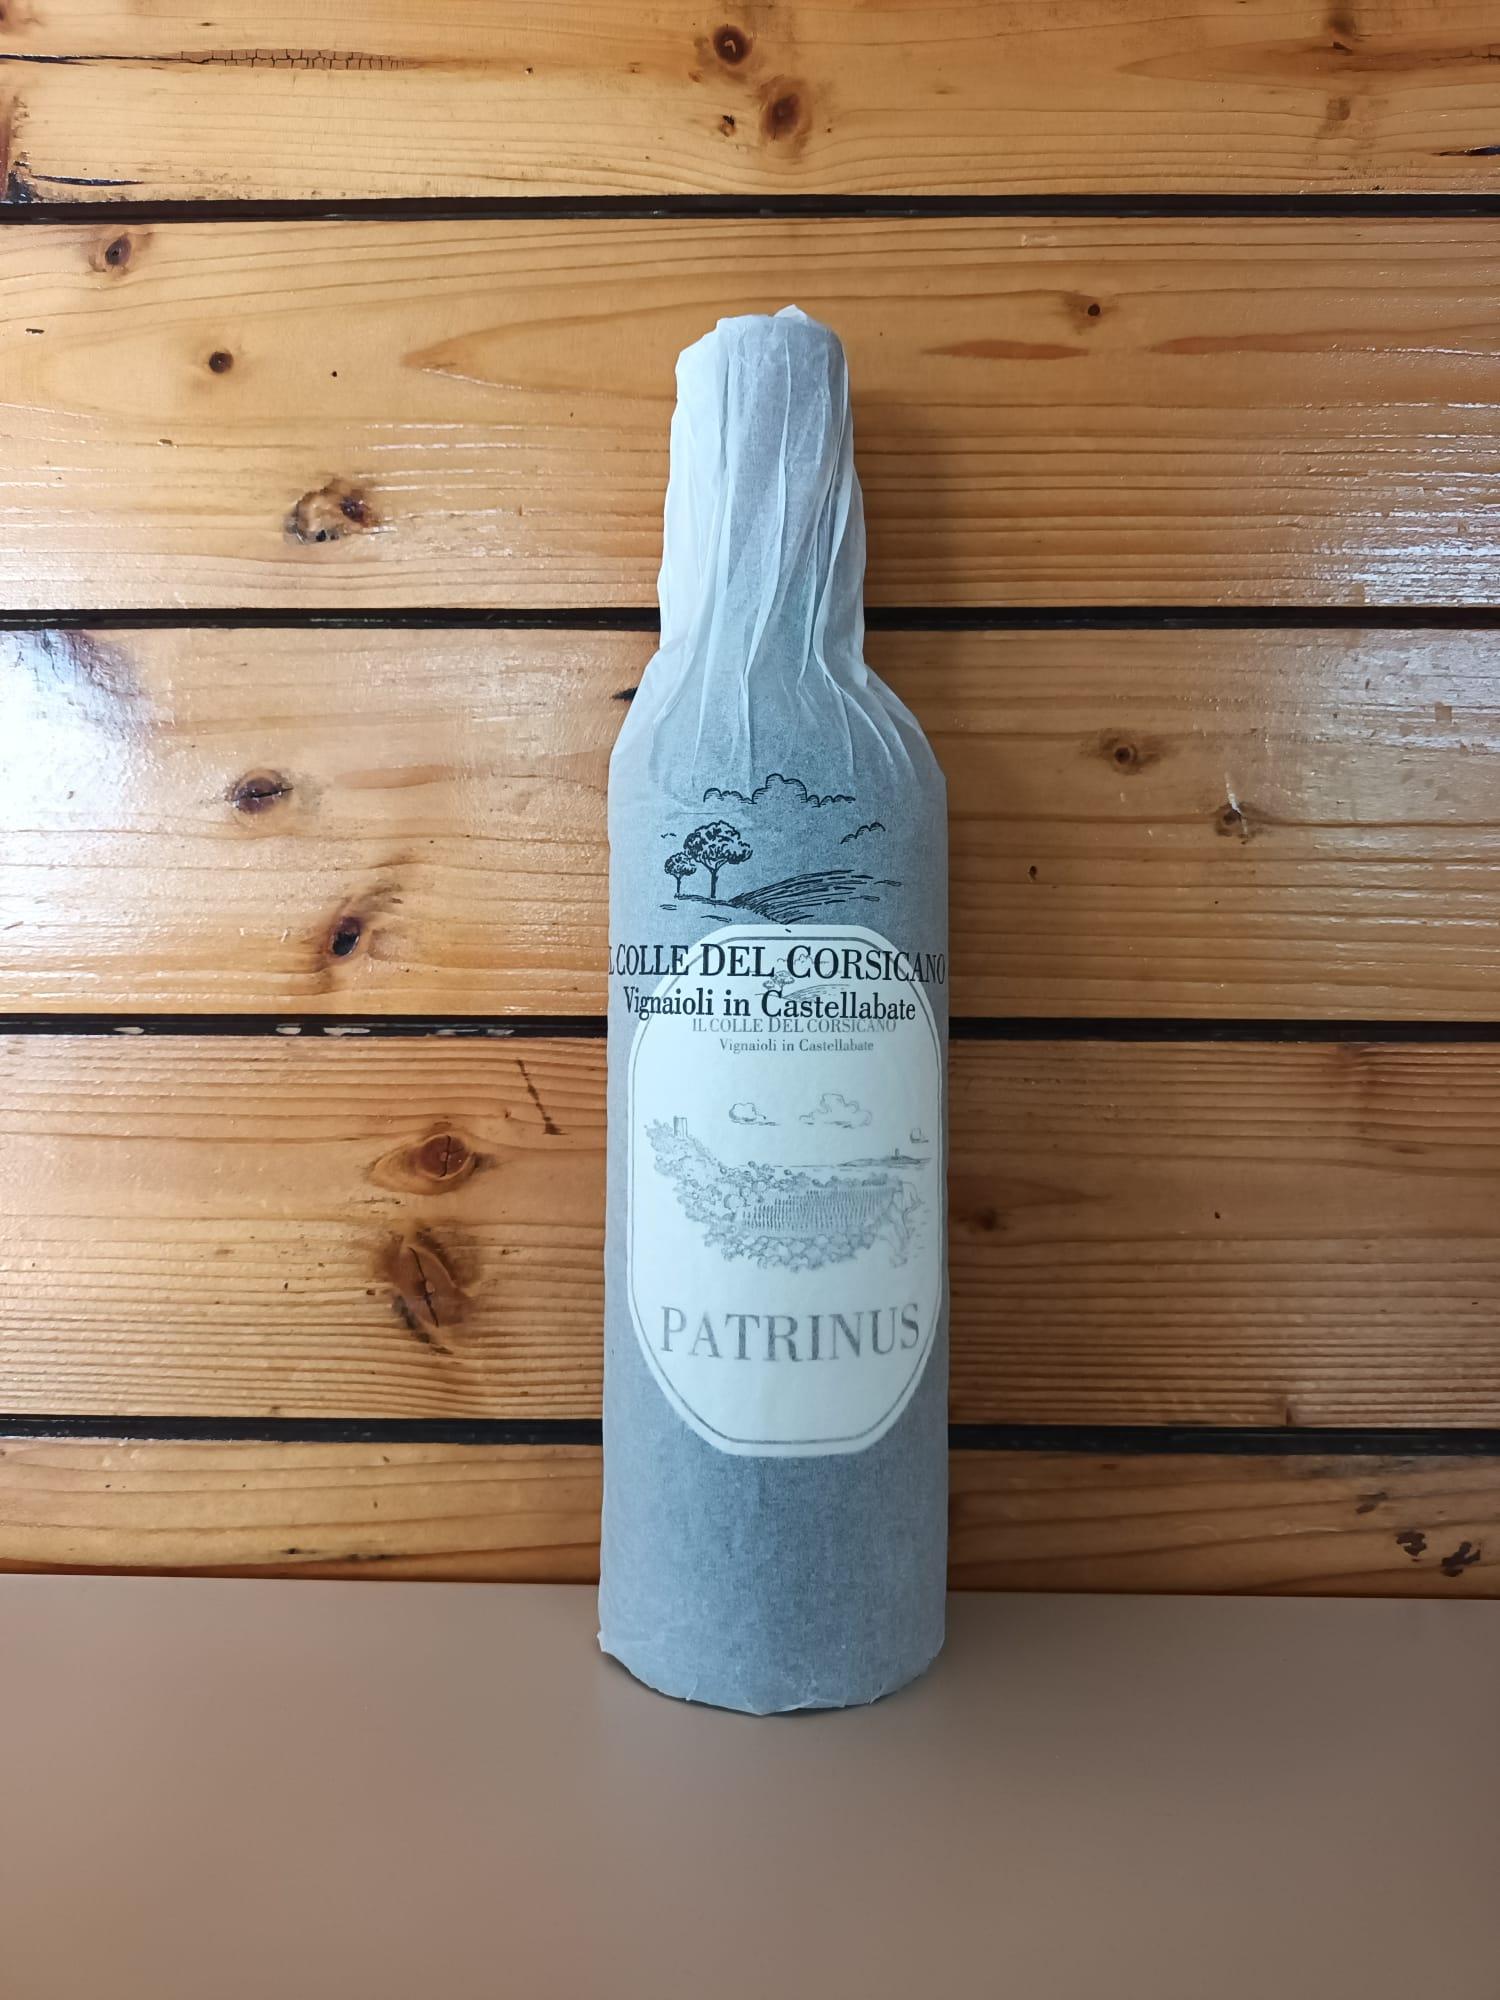 IL COLLE DEL CORSICANO
Vignaioli in Castellabate
IL COLLE DEL CORSICANO
Vignaioli in Castellabate
PATRINUS